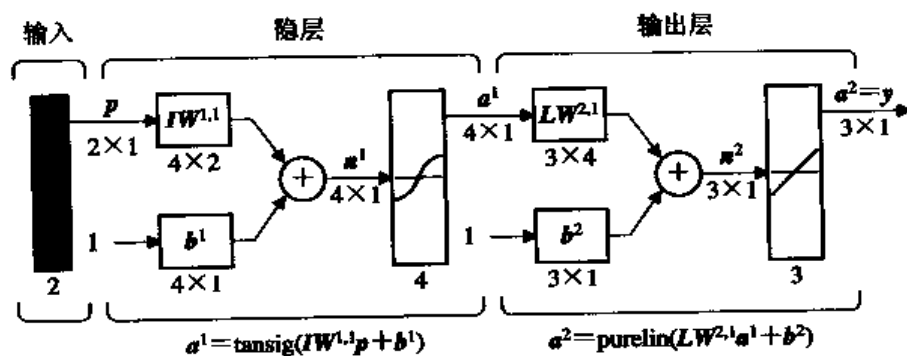 输入 隐层 输出层
p a¹ a²=y
2×1 IW¹·¹ 4×1 LW²·¹ 3×1
4×2 n¹ 3×4 n²
+ 4×1 + 3×1
1 b¹ 1 b²
2 4×1 4 3×1 3
a¹=tansig(IW¹·¹p+b¹) a²=purelin(LW²·¹a¹+b²)